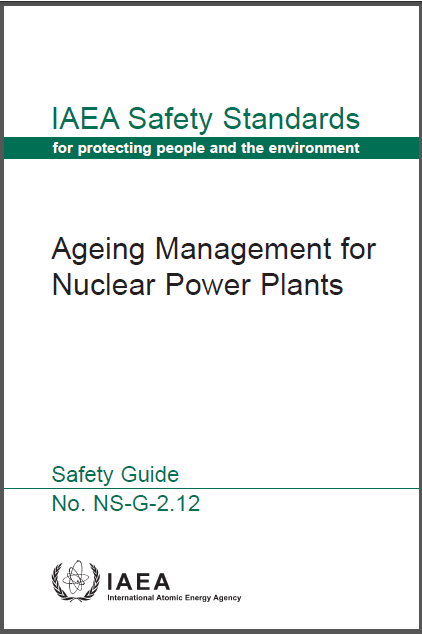 IAEA Safety Standards
for protecting people and the environment
Ageing Management for
Nuclear Power Plants
Safety Guide
No. NS-G-2.12
IAEA
International Atomic Energy Agency